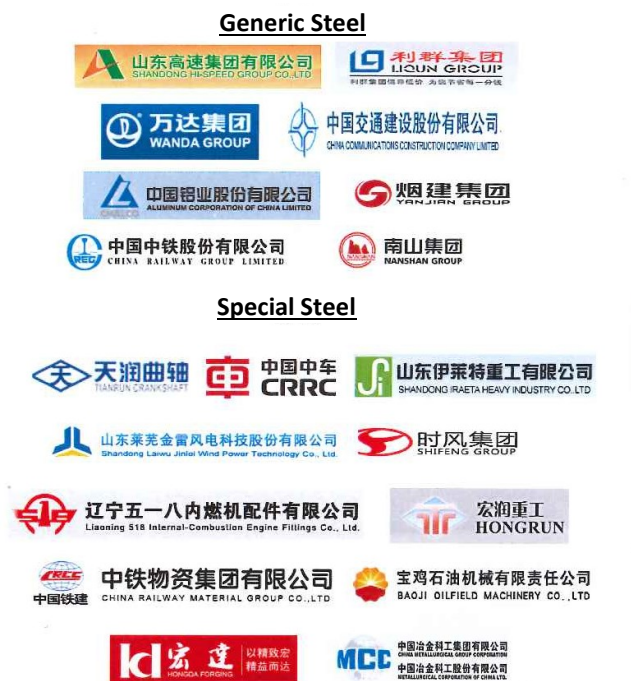 Generic Steel
山东高速集团有限公司
SHANDONG HI-SPEED GROUP CO.,LTD
利群集团
LIQUN GROUP
万达集团
WANDA GROUP
中国交通建设股份有限公司
CHINA COMMUNICATIONS CONSTRUCTION COMPANY LIMITED
中国铝业股份有限公司
ALUMINUM CORPORATION OF CHINA LIMITED
CHALCO
烟建集团
YANJIAN GROUP
REC
中国中铁股份有限公司
CHINA RAILWAY GROUP LIMITED
南山集团
NANSHAN GROUP
Special Steel
天
天润曲轴
TIANRUN CRANKSHAFT
中国中车
CRRC
山东伊莱特重工有限公司
SHANDONG IRAETA HEAVY INDUSTRY CO.LTD
山东莱芜金雷风电科技股份有限公司
Shandong Laiwu Jinlei Wind Power Technology Co., Ltd.
时风集团
SHIFENG GROUP
518
辽宁五一八内燃机配件有限公司
Liaoning 518 Internal-Combustion Engine Fittings Co., Ltd.
宏润重工
HONGRUN
CRCC
中国铁建
中铁物资集团有限公司
CHINA RAILWAY MATERIAL GROUP CO.,LTD
宝鸡石油机械有限责任公司
BAOJI OILFIELD MACHINERY CO.,LTD
宏达
HONGDA FORGING
以精致宏
精益而达
MCC
中国冶金科工集团有限公司
CHINA METALLURGICAL GROUP CORPORATION
中国冶金科工股份有限公司
METALLURGICAL CORPORATION OF CHINA LTD.